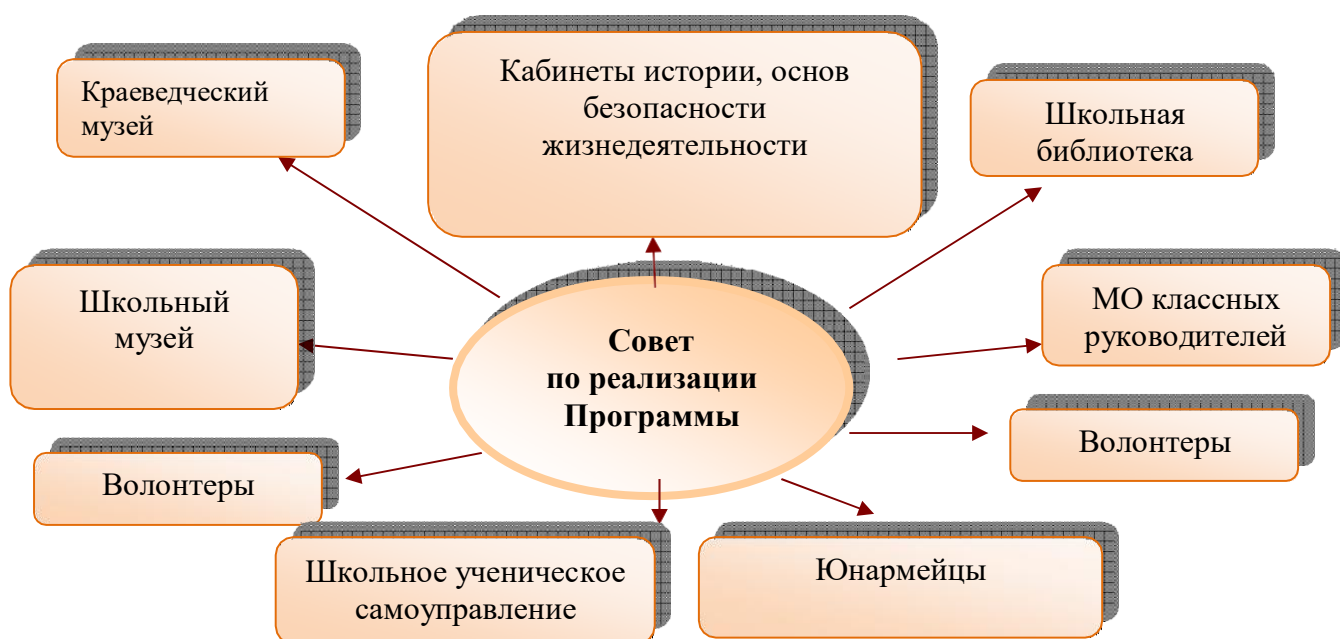 Краеведческий
музей
Кабинеты истории, основ
безопасности
жизнедеятельности
Школьная
библиотека
Школьный
музей
Совет
по реализации
Программы
МО классных
руководителей
Волонтеры
Волонтеры
Школьное ученическое
самоуправление
Юнармейцы